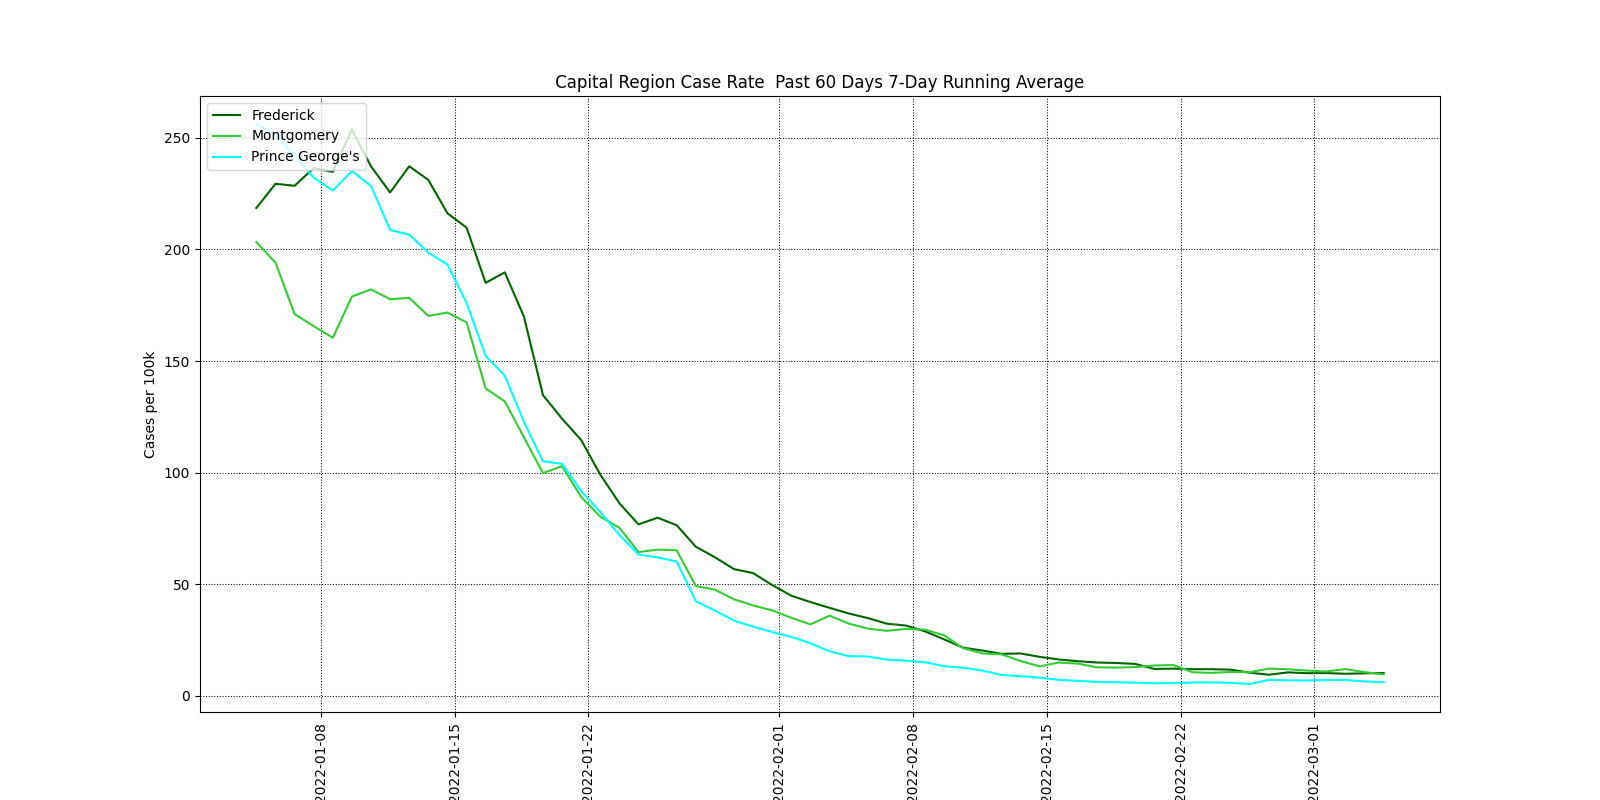 Capital Region Case Rate  Past 60 Days 7-Day Running Average
Frederick
Montgomery
Prince George's
Cases per 100k
250
200
150
100
50
0
2022-01-08
2022-01-15
2022-01-22
2022-02-01
2022-02-08
2022-02-15
2022-02-22
2022-03-01